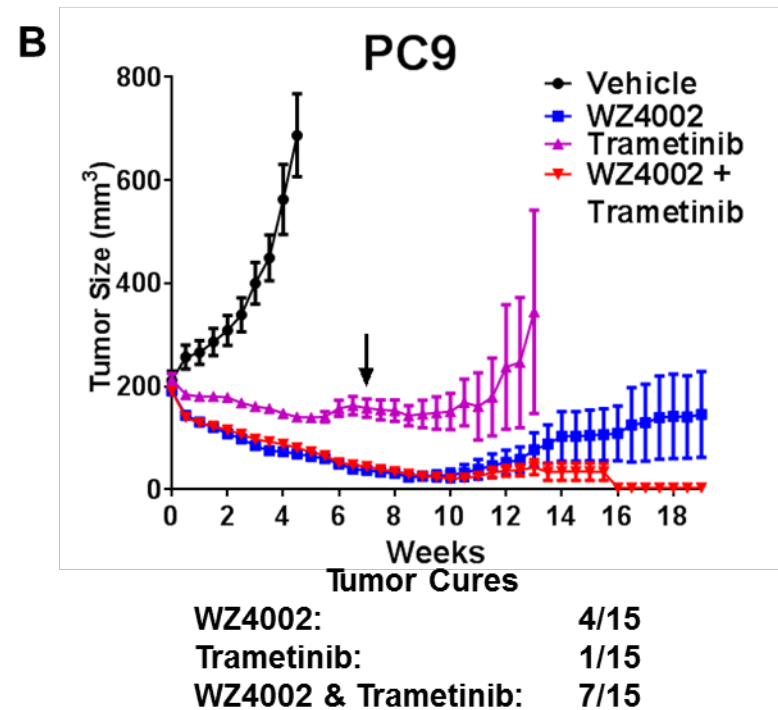 B
PC9
Vehicle
WZ4002
Trametinib
WZ4002 +
Trametinib
Tumor Size (mm³)
800
600
400
200
0
0 2 4 6 8 10 12 14 16 18
Weeks
Tumor Cures
WZ4002: 4/15
Trametinib: 1/15
WZ4002 & Trametinib: 7/15